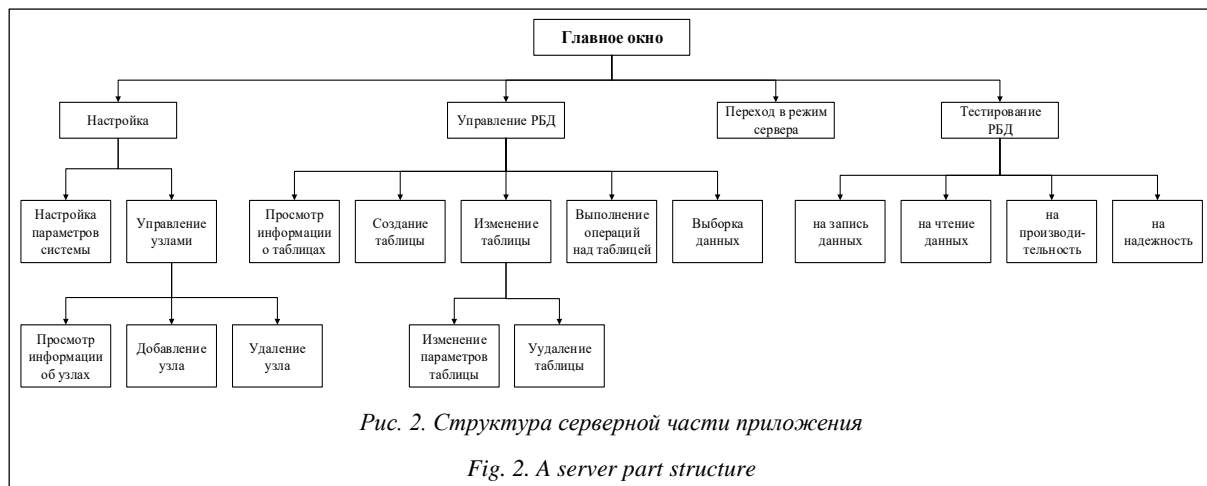 Главное окно
Настройка
Управление РБД
Переход в режим
сервера
Тестирование
РБД
Настройка
параметров
системы
Управление
узлами
Просмотр
информации
о таблицах
Создание
таблицы
Изменение
таблицы
Выполнение
операций
над таблицей
Выборка
данных
на запись
данных
на чтение
данных
на
производи-
тельность
на
надежность
Просмотр
информации
об узлах
Добавление
узла
Удаление
узла
Изменение
параметров
таблицы
Уудаление
таблицы
Рис. 2. Структура серверной части приложения
Fig. 2. A server part structure